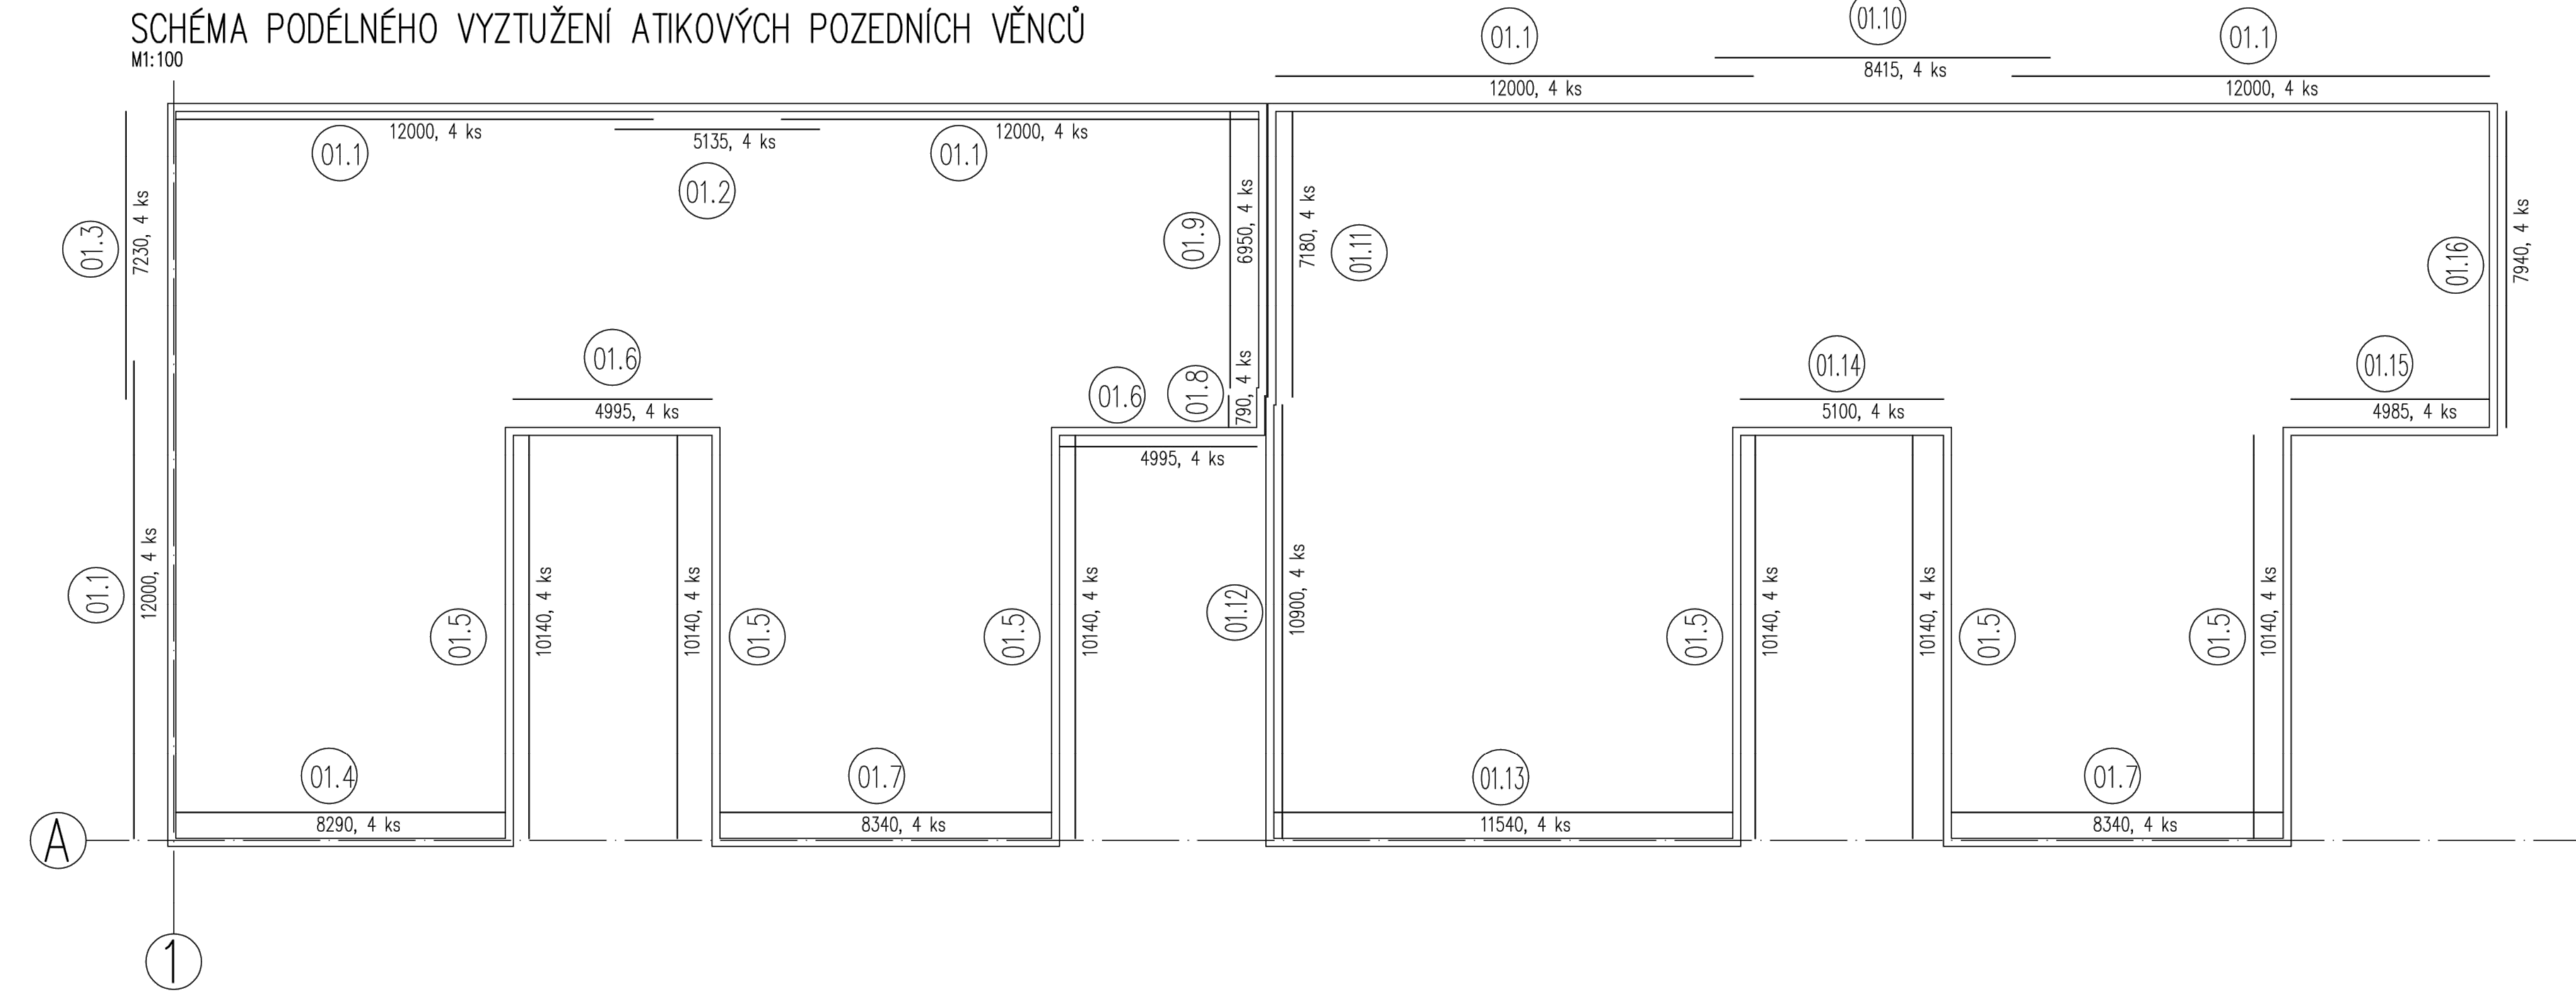 SCHÉMA PODÉLNÉHO VYZTUŽENÍ ATIKOVÝCH POZEDNÍCH VĚNCŮ
M1:100
01.1
01.10
01.1
12000, 4 ks
8415, 4 ks
12000, 4 ks
12000, 4 ks
5135, 4 ks
12000, 4 ks
01.1
01.2
01.1
01.3
7230, 4 ks
01.9
6950, 4 ks
7180, 4 ks
01.11
01.16
7940, 4 ks
01.6
4995, 4 ks
01.6
01.8
790, 4 ks
4995, 4 ks
01.14
5100, 4 ks
01.15
4985, 4 ks
01.1
12000, 4 ks
01.5
10140, 4 ks
10140, 4 ks
01.5
01.5
10140, 4 ks
01.12
10900, 4 ks
01.5
10140, 4 ks
10140, 4 ks
01.5
01.5
10140, 4 ks
01.4
8290, 4 ks
01.7
8340, 4 ks
01.13
11540, 4 ks
01.7
8340, 4 ks
A
1